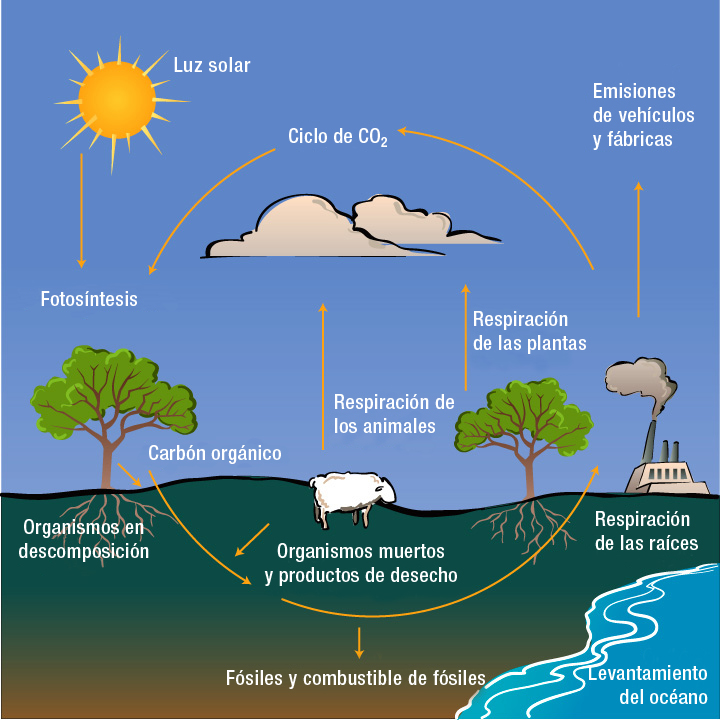 Luz solar
Emisiones
de vehículos
y fábricas
Ciclo de CO₂
Fotosíntesis
Respiración
de las plantas
Respiración de
los animales
Carbón orgánico
Organismos en
descomposición
Organismos muertos
y productos de desecho
Respiración
de las raíces
Fósiles y combustible de fósiles
Levantamiento
del océano